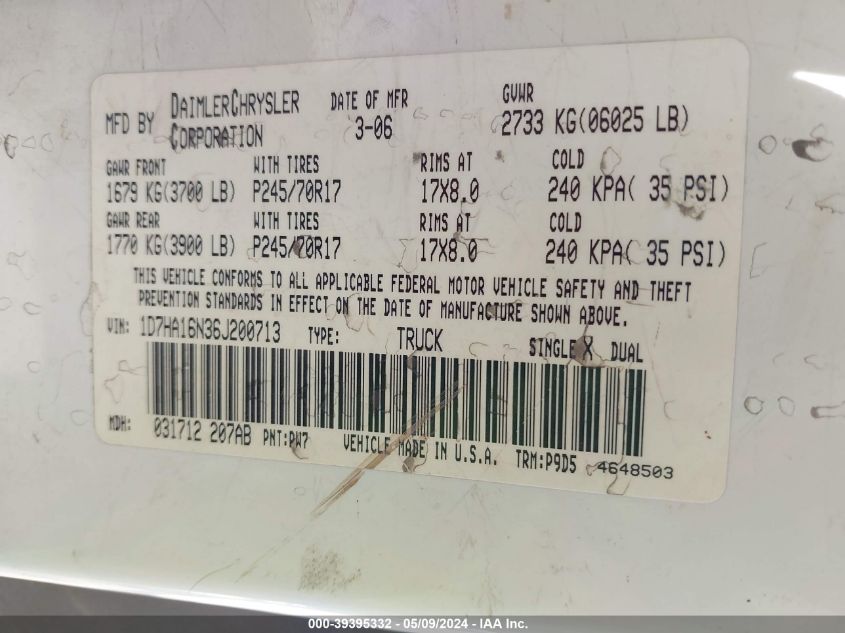 MFD BY DAIMLERCHRYSLER CORPORATION DATE OF MFR 3-06 GVWR 2733 KG(06025 LB)
GAWR FRONT WITH TIRES RIMS AT COLD
1679 KG(3700 LB) P245/70R17 17X8.0 240 KPA( 35 PSI)
GAWR REAR WITH TIRES RIMS AT COLD
1770 KG(3900 LB) P245/70R17 17X8.0 240 KPA( 35 PSI)
THIS VEHICLE CONFORMS TO ALL APPLICABLE FEDERAL MOTOR VEHICLE SAFETY AND THEFT
PREVENTION STANDARDS IN EFFECT ON THE DATE OF MANUFACTURE SHOWN ABOVE.
VIN: 1D7HA16N36J200713 TYPE: TRUCK SINGLE X DUAL
MDH: 031712 207AB PNT:PW7 VEHICLE MADE IN U.S.A. TRM:P9D5 4648503
000-39395332 - 05/09/2024 - IAA Inc.